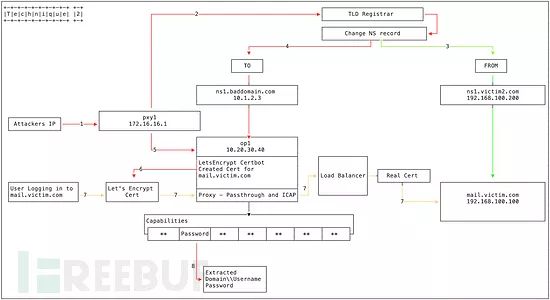 +-+-+-+-+-+-+-+-+-+ +-+
|T|e|c|h|n|i|q|u|e| |2|
+-+-+-+-+-+-+-+-+-+ +-+
2
TLD Registrar
Change NS record
4
3
TO
FROM
ns1.baddomain.com
10.1.2.3
ns1.victim2.com
192.168.100.200
Attackers IP
1
pxy1
172.16.16.1
5
op1
10.20.30.40
LetsEncrypt Certbot
Created Cert for
mail.victim.com
6
Proxy – Passthrough and ICAP
User Logging in to
mail.victim.com
7
Let's Encrypt
Cert
7
7
Load Balancer
Real Cert
7
mail.victim.com
192.168.100.100
Capabilities
** Password ** ** ** **
8
Extracted
Domain\\Username
Password
FREEBUF